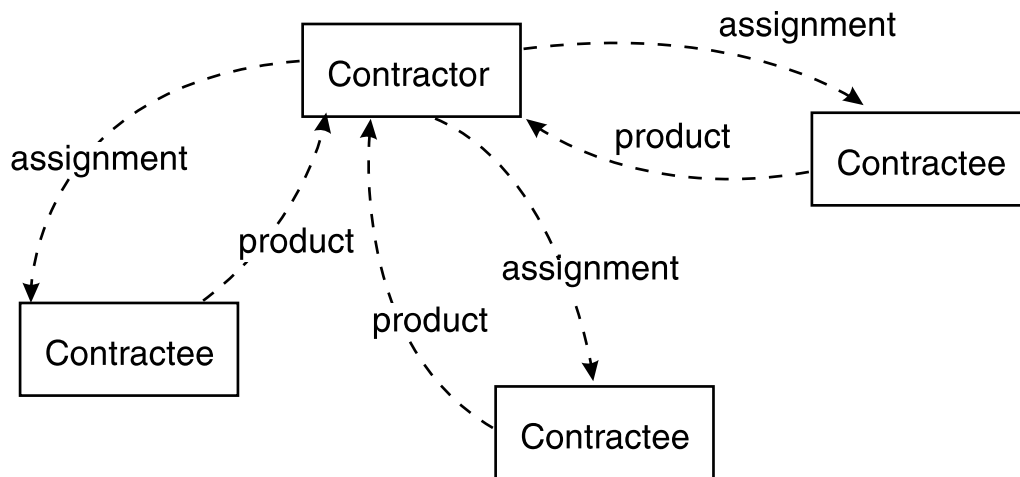 assignment
Contractor
product
assignment
Contractee
product
assignment
product
Contractee
Contractee